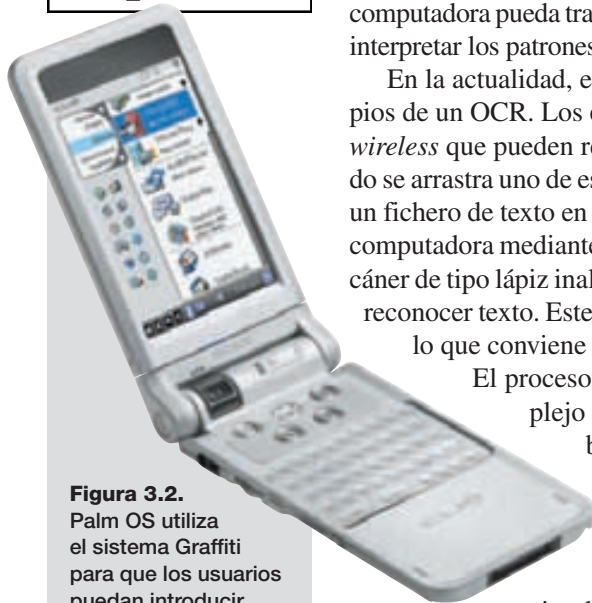 computadora pueda tra
interpretar los patrones
En la actualidad, e
pios de un OCR. Los
wireless que pueden re
do se arrastra uno de es
un fichero de texto en
computadora mediante
cáner de tipo lápiz inal
reconocer texto. Este
lo que conviene
El proceso
plejo
b
Figura 3.2.
Palm OS utiliza
el sistema Graffiti
para que los usuarios
puedan introducir